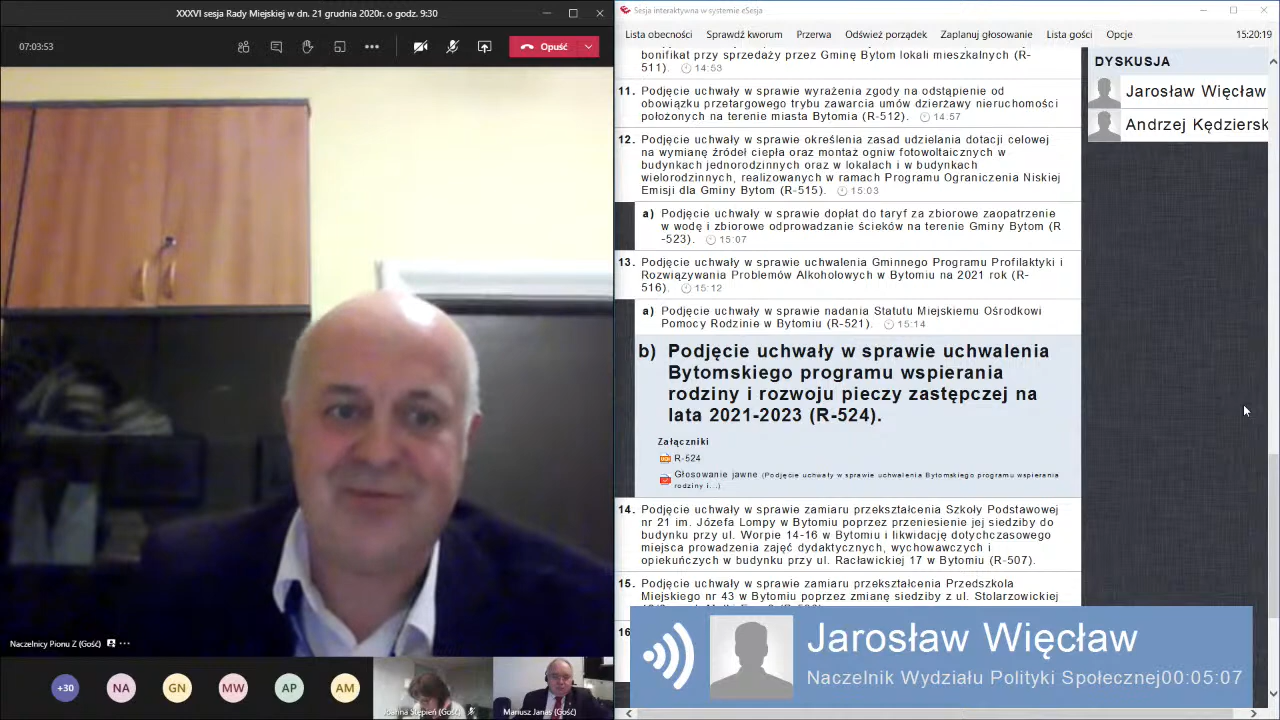 XXXVI sesja Rady Miejskiej w dn. 21 grudnia 2020r. o godz. 9:30
07:03:53
Opuść
Naczelnicy Pionu Z (Gość)
+30
NA
GN
MW
AP
AM
Joanna Stępień (Gość)
Mariusz Janas (Gość)
Sesja interaktywna w systemie eSesja
Lista obecności
Sprawdź kworum
Przerwa
Odśwież porządek
Zaplanuj głosowanie
Lista gości
Opcje
15:20:19
bonifikat przy sprzedaży przez Gminę Bytom lokali mieszkalnych (R-
511). 14:53
11. Podjęcie uchwały w sprawie wyrażenia zgody na odstąpienie od
obowiązku przetargowego trybu zawarcia umów dzierżawy nieruchomości
położonych na terenie miasta Bytomia (R-512). 14:57
12. Podjęcie uchwały w sprawie określenia zasad udzielania dotacji celowej
na wymianę źródeł ciepła oraz montaż ogniw fotowoltaicznych w
budynkach jednorodzinnych oraz w lokalach i w budynkach
wielorodzinnych, realizowanych w ramach Programu Ograniczenia Niskiej
Emisji dla Gminy Bytom (R-515). 15:03
a) Podjęcie uchwały w sprawie dopłat do taryf za zbiorowe zaopatrzenie
w wodę i zbiorowe odprowadzanie ścieków na terenie Gminy Bytom (R
-523). 15:07
13. Podjęcie uchwały w sprawie uchwalenia Gminnego Programu Profilaktyki i
Rozwiązywania Problemów Alkoholowych w Bytomiu na 2021 rok (R-
516). 15:12
a) Podjęcie uchwały w sprawie nadania Statutu Miejskiemu Ośrodkowi
Pomocy Rodzinie w Bytomiu (R-521). 15:14
b) Podjęcie uchwały w sprawie uchwalenia
Bytomskiego programu wspierania
rodziny i rozwoju pieczy zastępczej na
lata 2021-2023 (R-524).
Załączniki
R-524
Głosowanie jawne (Podjęcie uchwały w sprawie uchwalenia Bytomskiego programu wspierania
rodziny i...)
14. Podjęcie uchwały w sprawie zamiaru przekształcenia Szkoły Podstawowej
nr 21 im. Józefa Lompy w Bytomiu poprzez przeniesienie jej siedziby do
budynku przy ul. Worpie 14-16 w Bytomiu i likwidację dotychczasowego
miejsca prowadzenia zajęć dydaktycznych, wychowawczych i
opiekuńczych w budynku przy ul. Racławickiej 17 w Bytomiu (R-507).
15. Podjęcie uchwały w sprawie zamiaru przekształcenia Przedszkola
Miejskiego nr 43 w Bytomiu poprzez zmianę siedziby z ul. Stolarzowickiej
16
DYSKUSJA
Jarosław Więcław
Andrzej Kędziersk
Jarosław Więcław
Naczelnik Wydziału Polityki Społecznej00:05:07